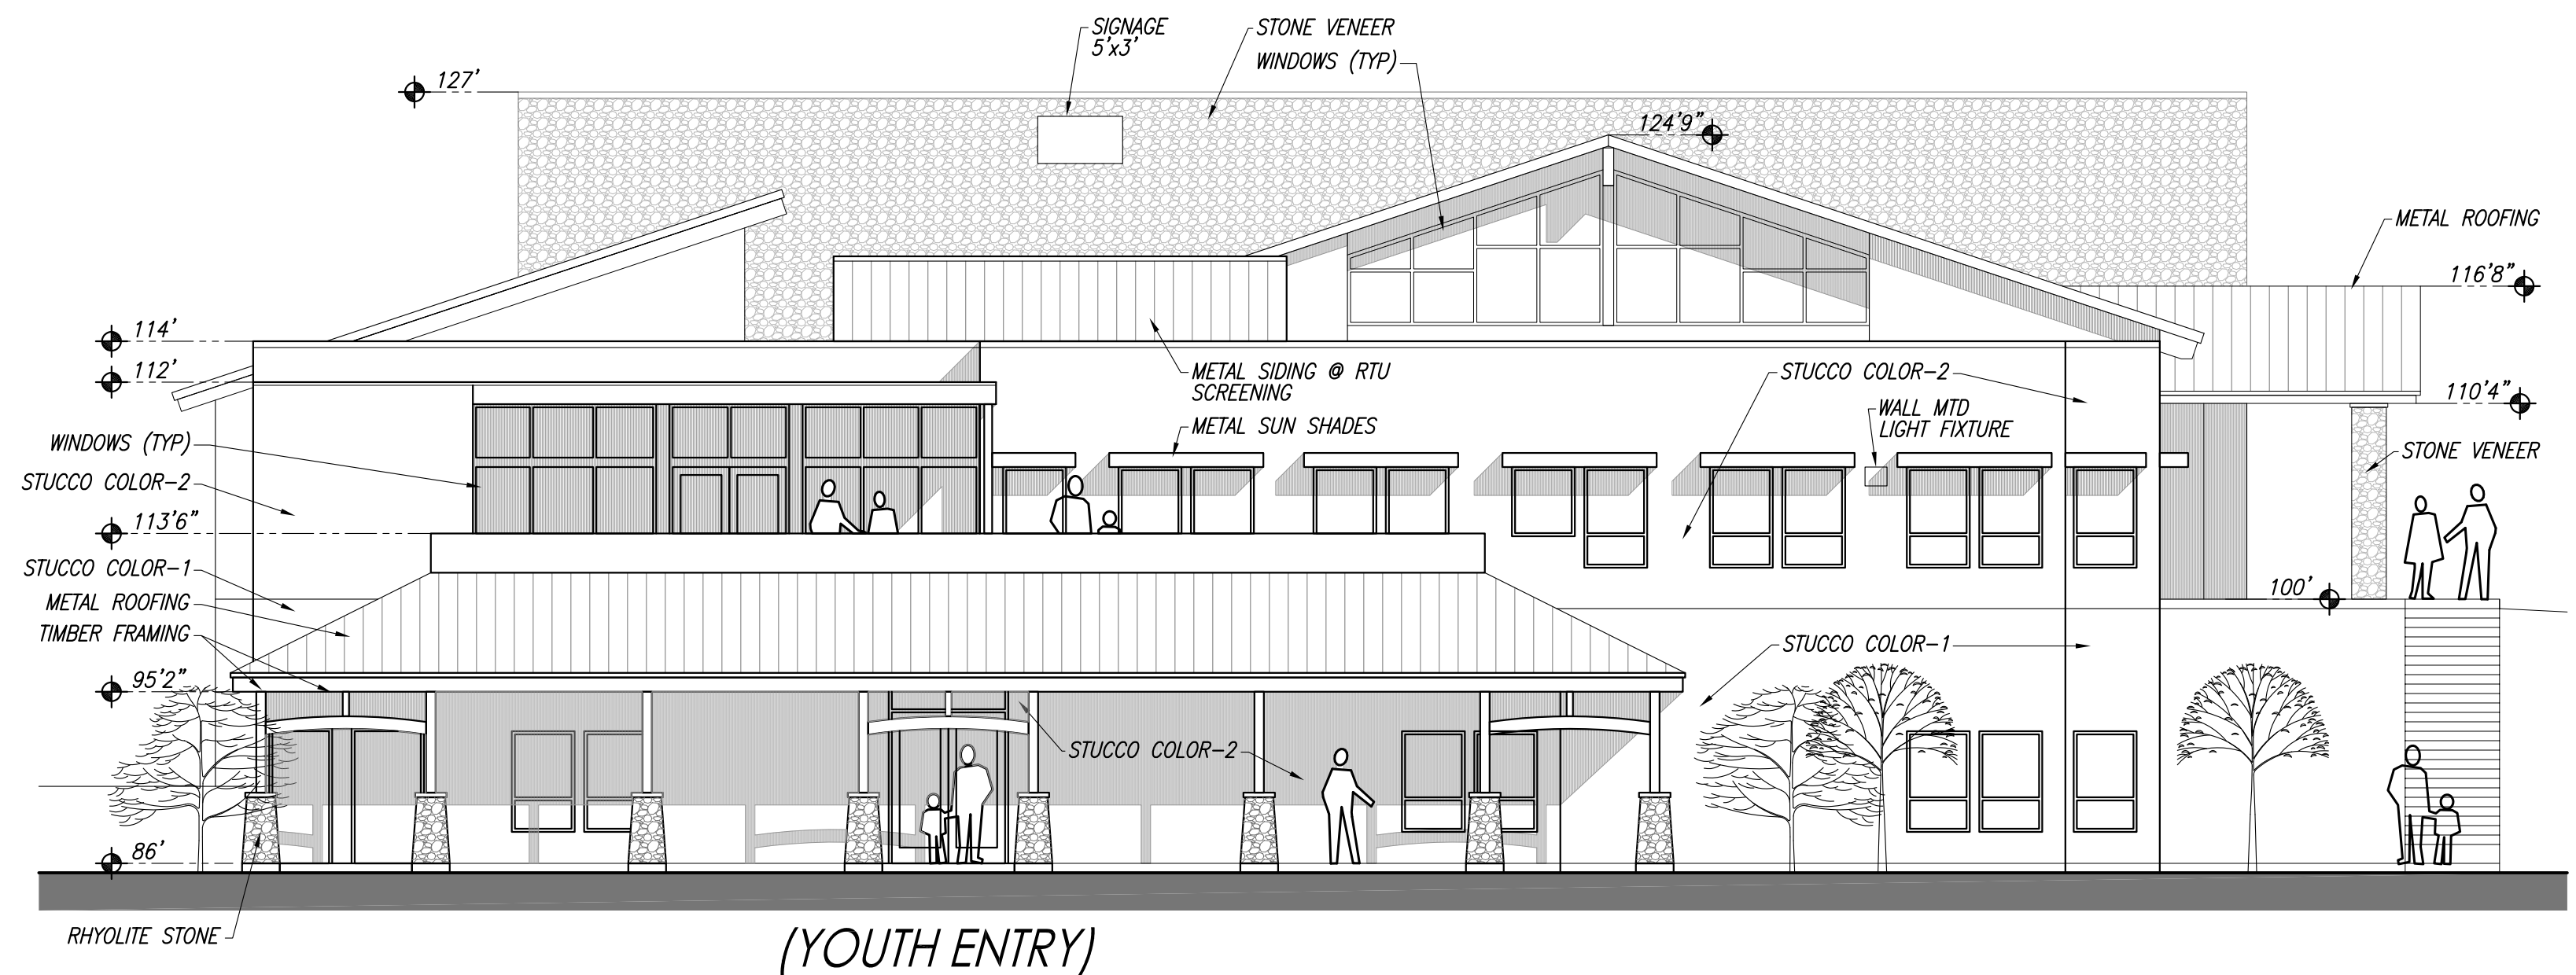 SIGNAGE
5'x3'
STONE VENEER
WINDOWS (TYP)
127'
124'9"
METAL ROOFING
116'8"
114'
112'
METAL SIDING @ RTU
SCREENING
STUCCO COLOR-2
110'4"
WALL MTD
LIGHT FIXTURE
METAL SUN SHADES
WINDOWS (TYP)
STONE VENEER
STUCCO COLOR-2
113'6"
STUCCO COLOR-1
100'
METAL ROOFING
TIMBER FRAMING
STUCCO COLOR-1
95'2"
STUCCO COLOR-2
86'
RHYOLITE STONE
(YOUTH ENTRY)